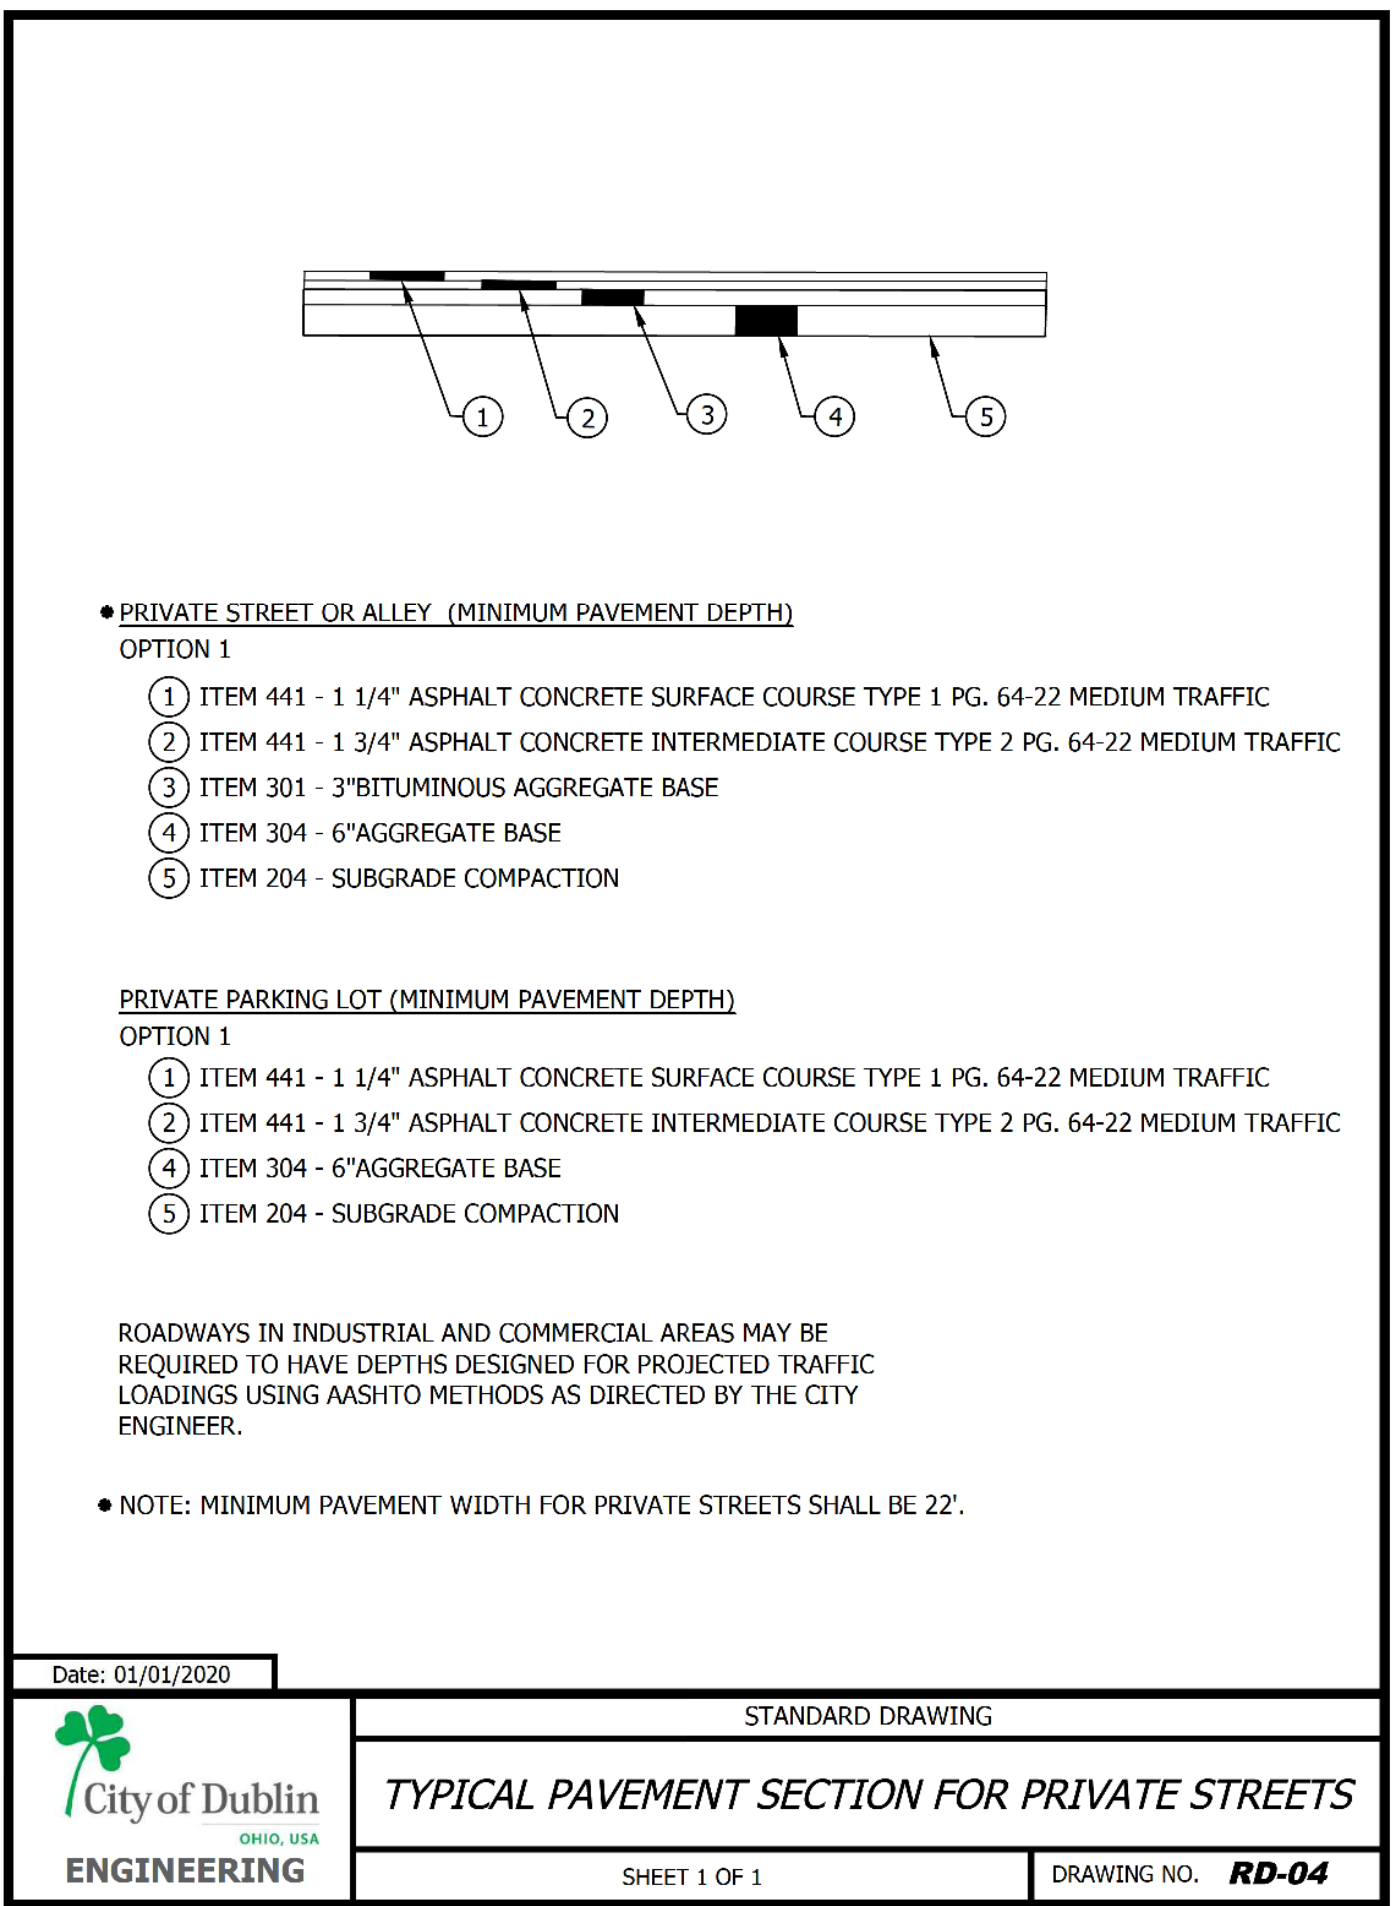 1
2
3
4
5
PRIVATE STREET OR ALLEY (MINIMUM PAVEMENT DEPTH)
OPTION 1
1 ITEM 441 - 1 1/4" ASPHALT CONCRETE SURFACE COURSE TYPE 1 PG. 64-22 MEDIUM TRAFFIC
2 ITEM 441 - 1 3/4" ASPHALT CONCRETE INTERMEDIATE COURSE TYPE 2 PG. 64-22 MEDIUM TRAFFIC
3 ITEM 301 - 3"BITUMINOUS AGGREGATE BASE
4 ITEM 304 - 6"AGGREGATE BASE
5 ITEM 204 - SUBGRADE COMPACTION
PRIVATE PARKING LOT (MINIMUM PAVEMENT DEPTH)
OPTION 1
1 ITEM 441 - 1 1/4" ASPHALT CONCRETE SURFACE COURSE TYPE 1 PG. 64-22 MEDIUM TRAFFIC
2 ITEM 441 - 1 3/4" ASPHALT CONCRETE INTERMEDIATE COURSE TYPE 2 PG. 64-22 MEDIUM TRAFFIC
4 ITEM 304 - 6"AGGREGATE BASE
5 ITEM 204 - SUBGRADE COMPACTION
ROADWAYS IN INDUSTRIAL AND COMMERCIAL AREAS MAY BE
REQUIRED TO HAVE DEPTHS DESIGNED FOR PROJECTED TRAFFIC
LOADINGS USING AASHTO METHODS AS DIRECTED BY THE CITY
ENGINEER.
NOTE: MINIMUM PAVEMENT WIDTH FOR PRIVATE STREETS SHALL BE 22'.
Date: 01/01/2020
City of Dublin
OHIO, USA
ENGINEERING
STANDARD DRAWING
TYPICAL PAVEMENT SECTION FOR PRIVATE STREETS
SHEET 1 OF 1
DRAWING NO. RD-04